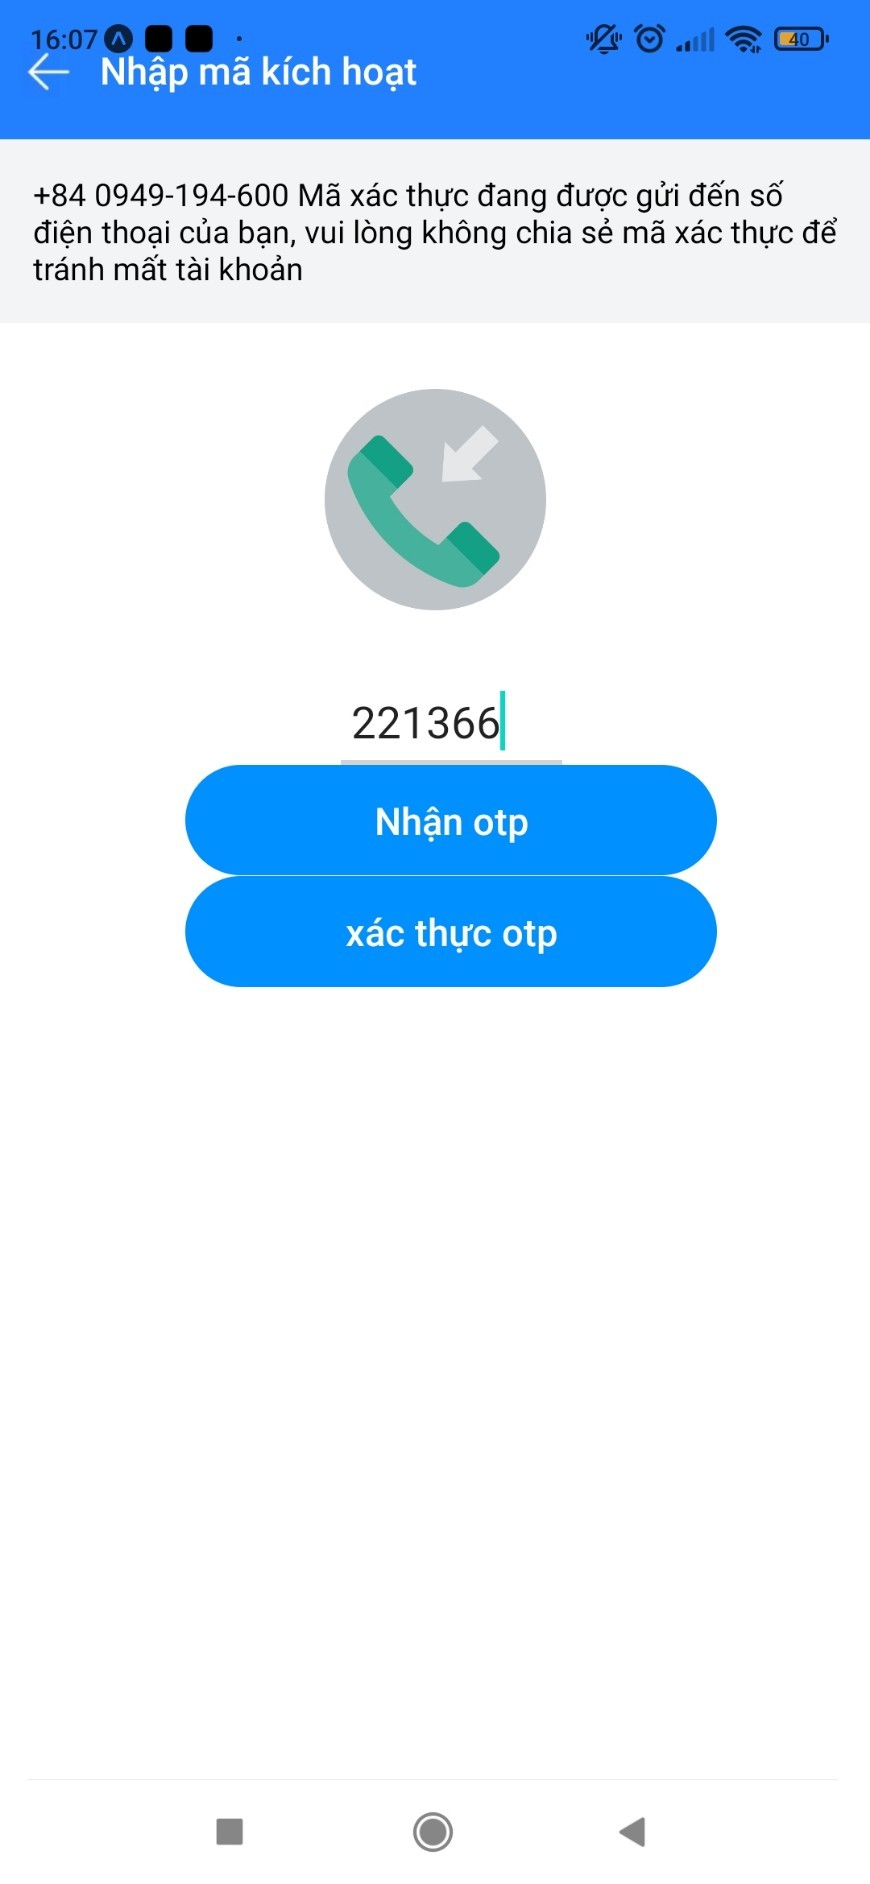 16:07
40
Nhập mã kích hoạt
+84 0949-194-600 Mã xác thực đang được gửi đến số
điện thoại của bạn, vui lòng không chia sẻ mã xác thực để
tránh mất tài khoản
221366
Nhận otp
xác thực otp